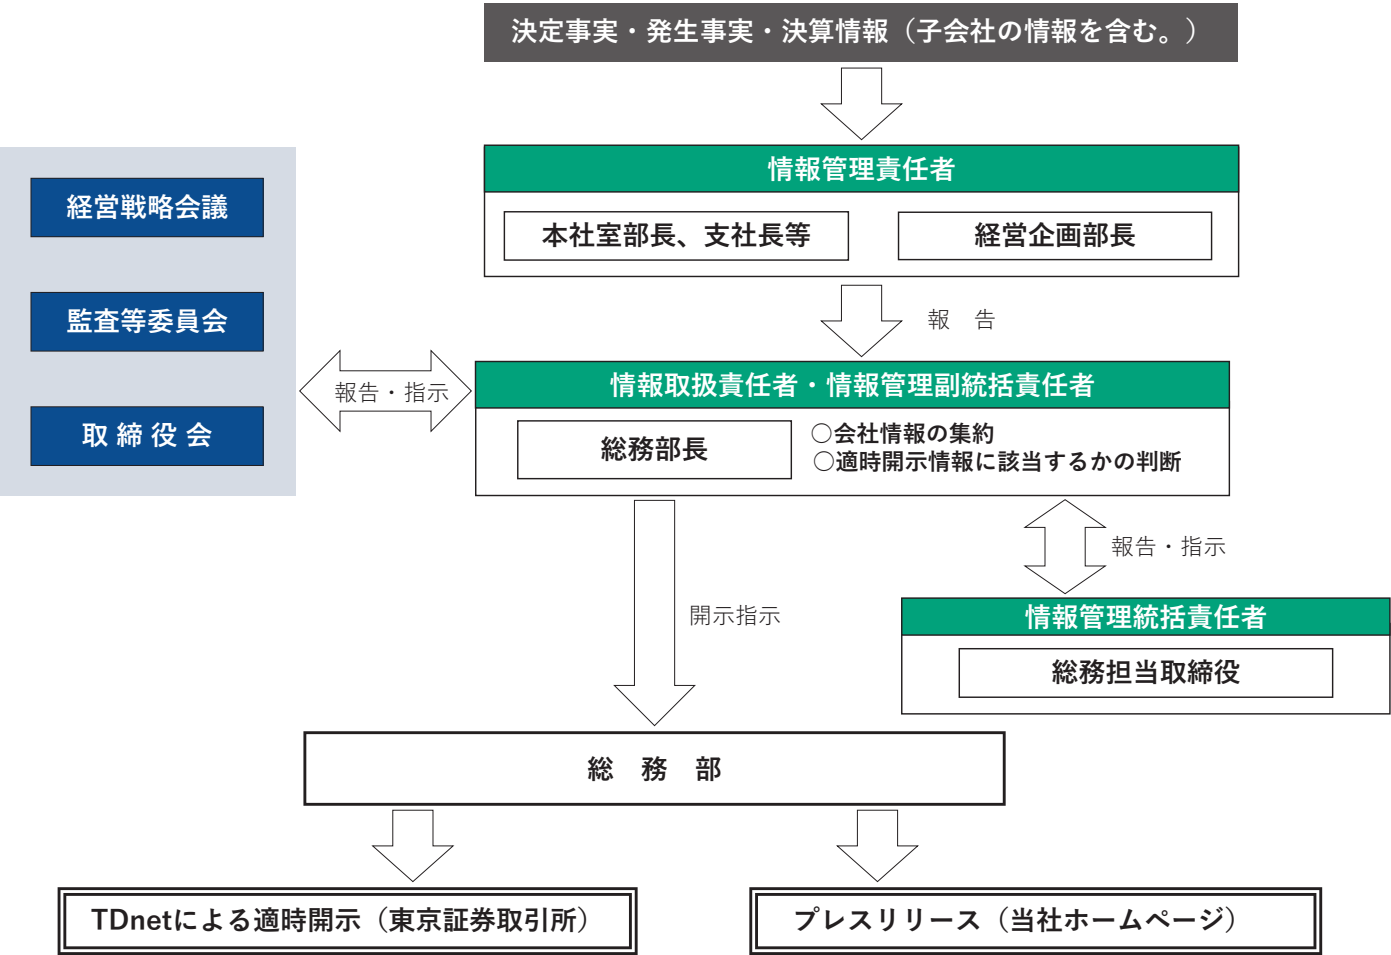 決定事実・発生事実・決算情報（子会社の情報を含む。）
情報管理責任者
本社室部長、支社長等
経営企画部長
経営戦略会議
監査等委員会
取 締 役 会
報　告
報告・指示
情報取扱責任者・情報管理副統括責任者
総務部長
○会社情報の集約
○適時開示情報に該当するかの判断
報告・指示
開示指示
情報管理統括責任者
総務担当取締役
総　務　部
TDnetによる適時開示（東京証券取引所）
プレスリリース（当社ホームページ）